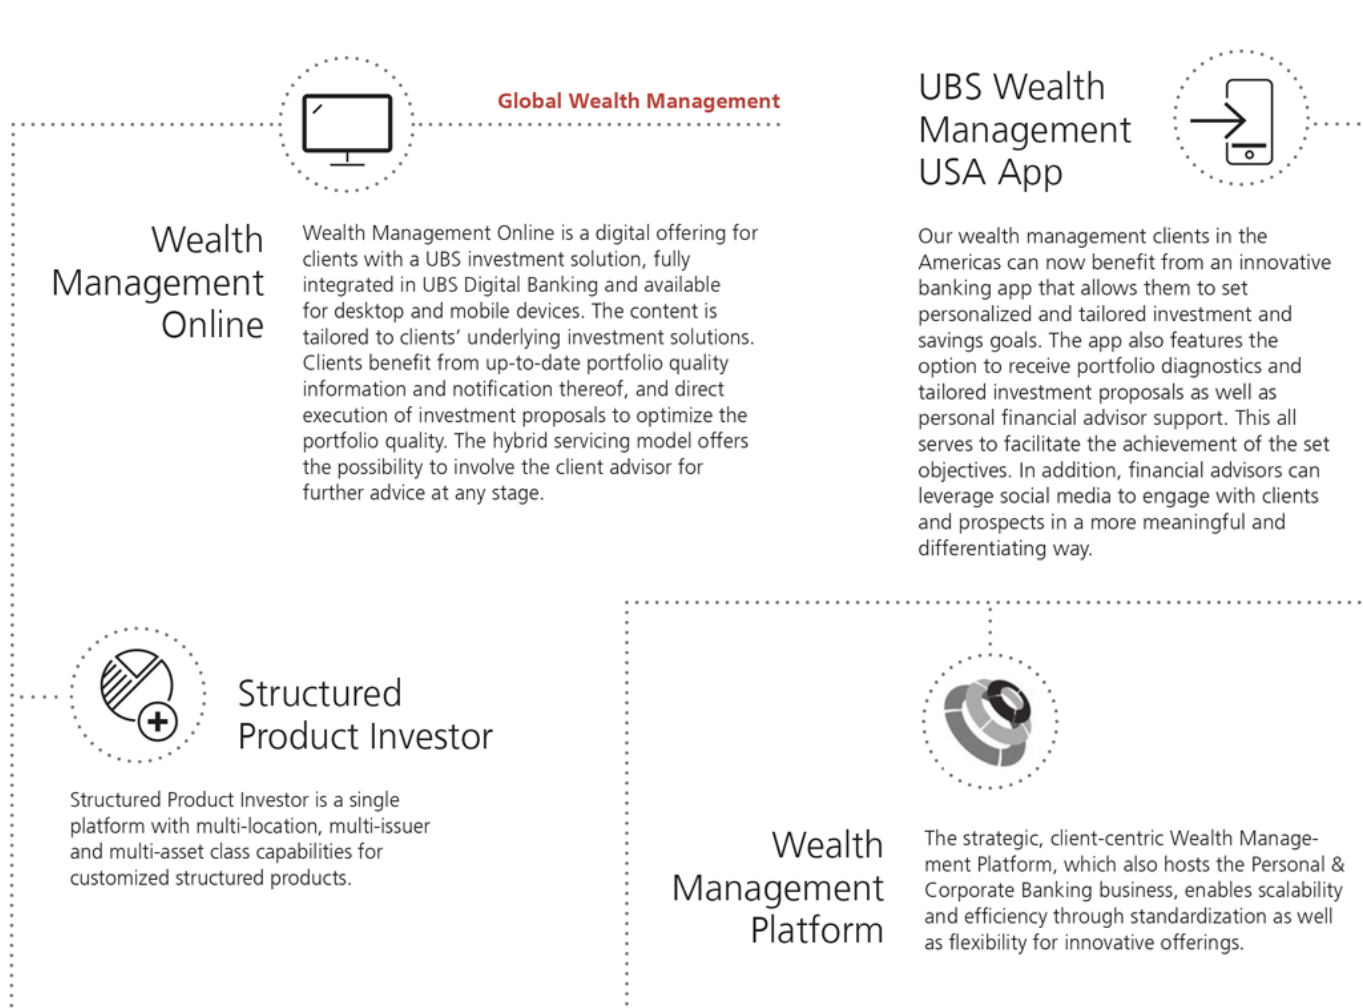 Global Wealth Management
Wealth
Management
Online
Wealth Management Online is a digital offering for
clients with a UBS investment solution, fully
integrated in UBS Digital Banking and available
for desktop and mobile devices. The content is
tailored to clients’ underlying investment solutions.
Clients benefit from up-to-date portfolio quality
information and notification thereof, and direct
execution of investment proposals to optimize the
portfolio quality. The hybrid servicing model offers
the possibility to involve the client advisor for
further advice at any stage.
UBS Wealth
Management
USA App
Our wealth management clients in the
Americas can now benefit from an innovative
banking app that allows them to set
personalized and tailored investment and
savings goals. The app also features the
option to receive portfolio diagnostics and
tailored investment proposals as well as
personal financial advisor support. This all
serves to facilitate the achievement of the set
objectives. In addition, financial advisors can
leverage social media to engage with clients
and prospects in a more meaningful and
differentiating way.
Structured
Product Investor
Structured Product Investor is a single
platform with multi-location, multi-issuer
and multi-asset class capabilities for
customized structured products.
Wealth
Management
Platform
The strategic, client-centric Wealth Manage-
ment Platform, which also hosts the Personal &
Corporate Banking business, enables scalability
and efficiency through standardization as well
as flexibility for innovative offerings.